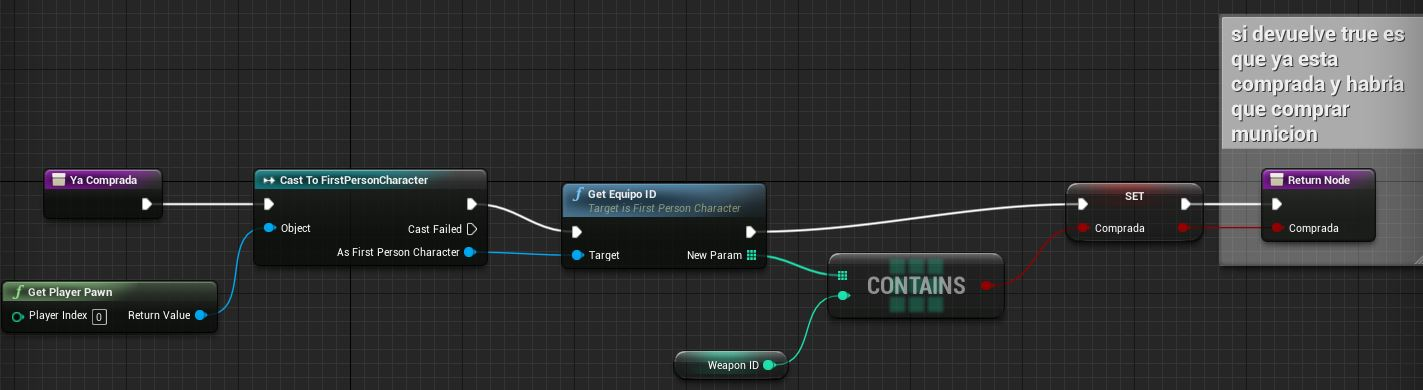 si devuelve true es
que ya esta
comprada y habria
que comprar
municion
Ya Comprada
Cast To FirstPersonCharacter
Object
Cast Failed
As First Person Character
f Get Player Pawn
Player Index 0 Return Value
f Get Equipo ID
Target is First Person Character
Target New Param
CONTAINS
Weapon ID
SET
Comprada
Return Node
Comprada